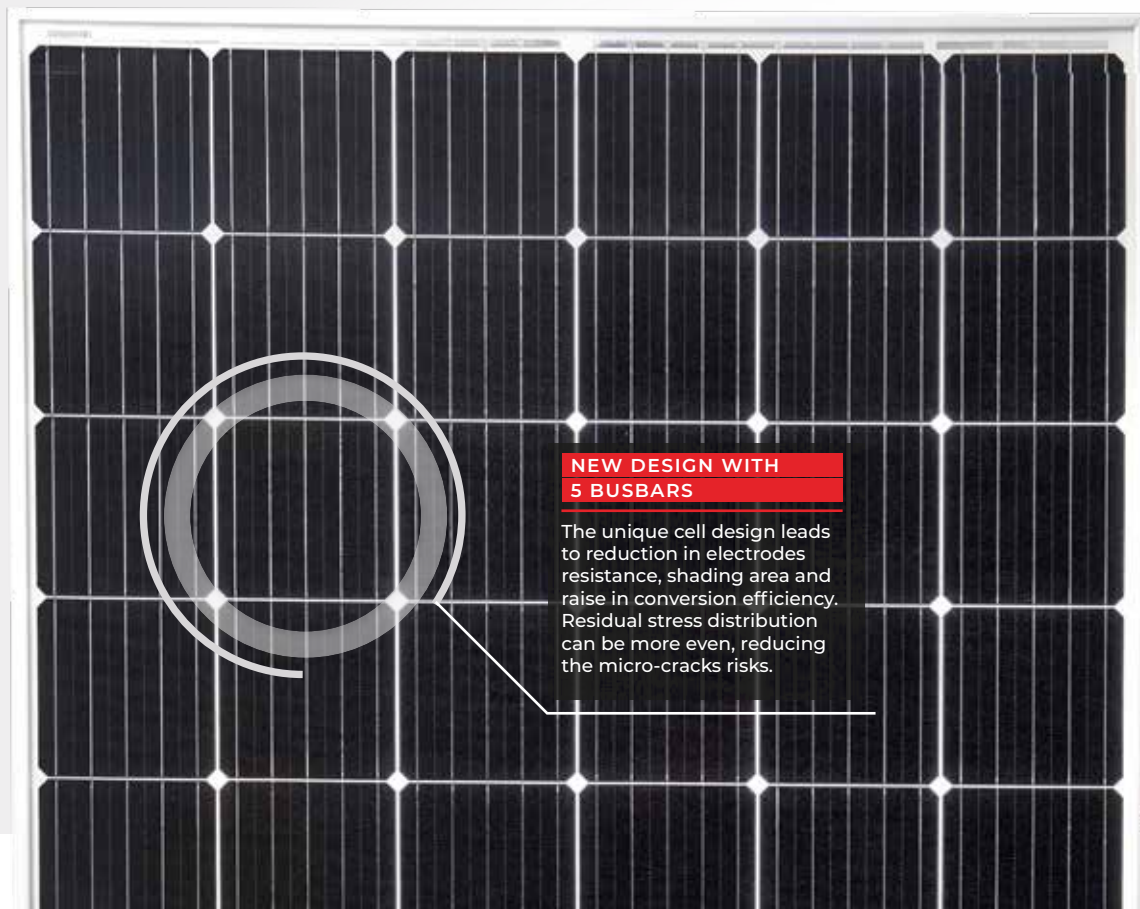 NEW DESIGN WITH
5 BUSBARS
The unique cell design leads
to reduction in electrodes
resistance, shading area and
raise in conversion efficiency.
Residual stress distribution
can be more even, reducing
the micro-cracks risks.